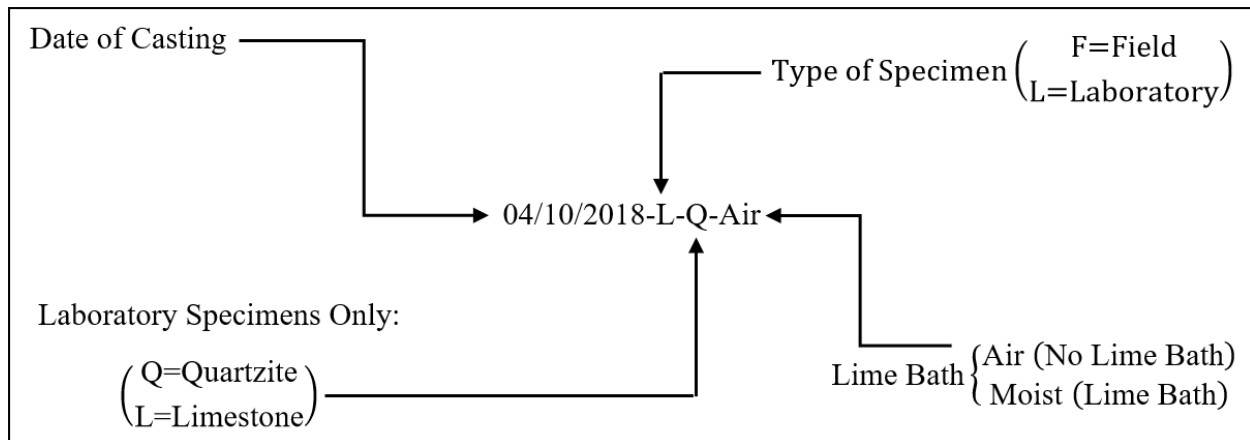 Date of Casting
Type of Specimen (F=Field
L=Laboratory)
04/10/2018-L-Q-Air
Laboratory Specimens Only:
(Q=Quartzite
L=Limestone)
Lime Bath {Air (No Lime Bath)
Moist (Lime Bath)